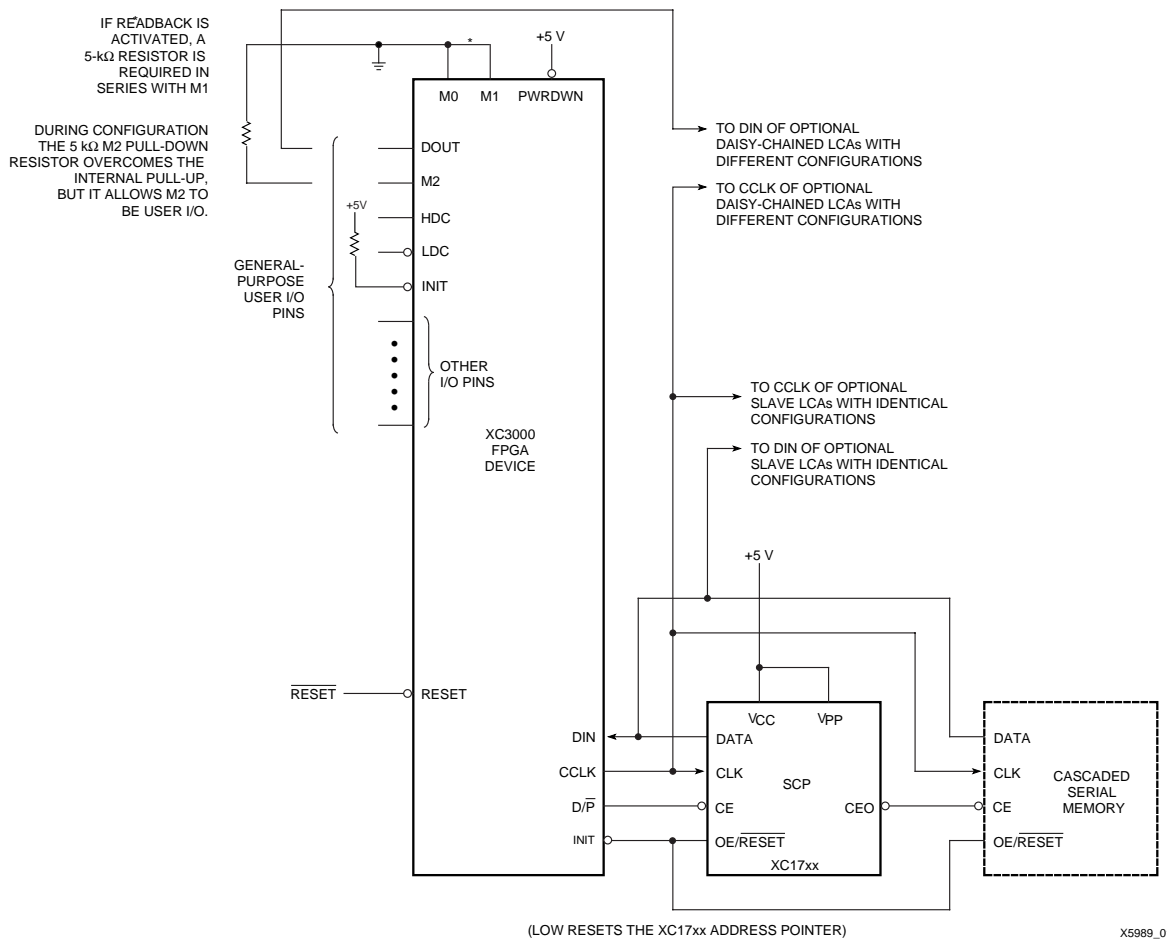 IF READBACK IS
ACTIVATED, A
5-kΩ RESISTOR IS
REQUIRED IN
SERIES WITH M1
*
*
+5 V
M0 M1 PWRDWN
DURING CONFIGURATION
THE 5 kΩ M2 PULL-DOWN
RESISTOR OVERCOMES THE
INTERNAL PULL-UP,
BUT IT ALLOWS M2 TO
BE USER I/O.
DOUT
M2
+5V
HDC
LDC
INIT
GENERAL-
PURPOSE
USER I/O
PINS
OTHER
I/O PINS
XC3000
FPGA
DEVICE
TO DIN OF OPTIONAL
DAISY-CHAINED LCAs WITH
DIFFERENT CONFIGURATIONS
TO CCLK OF OPTIONAL
DAISY-CHAINED LCAs WITH
DIFFERENT CONFIGURATIONS
TO CCLK OF OPTIONAL
SLAVE LCAs WITH IDENTICAL
CONFIGURATIONS
TO DIN OF OPTIONAL
SLAVE LCAs WITH IDENTICAL
CONFIGURATIONS
+5 V
RESET RESET
DIN
CCLK
D/P
INIT
VCC VPP
DATA
CLK
SCP
CE CEO
OE/RESET
XC17xx
DATA
CLK
CE
OE/RESET
CASCADED
SERIAL
MEMORY
(LOW RESETS THE XC17xx ADDRESS POINTER)
X5989_0